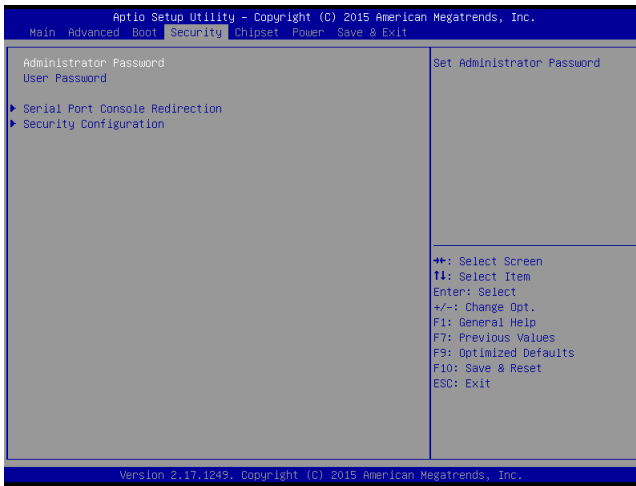 Aptio Setup Utility – Copyright (C) 2015 American Megatrends, Inc.
Main Advanced Boot Security Chipset Power Save & Exit
Administrator Password
User Password
Serial Port Console Redirection
Security Configuration
Set Administrator Password
→←: Select Screen
↑↓: Select Item
Enter: Select
+/-: Change Opt.
F1: General Help
F7: Previous Values
F9: Optimized Defaults
F10: Save & Reset
ESC: Exit
Version 2.17.1249. Copyright (C) 2015 American Megatrends, Inc.